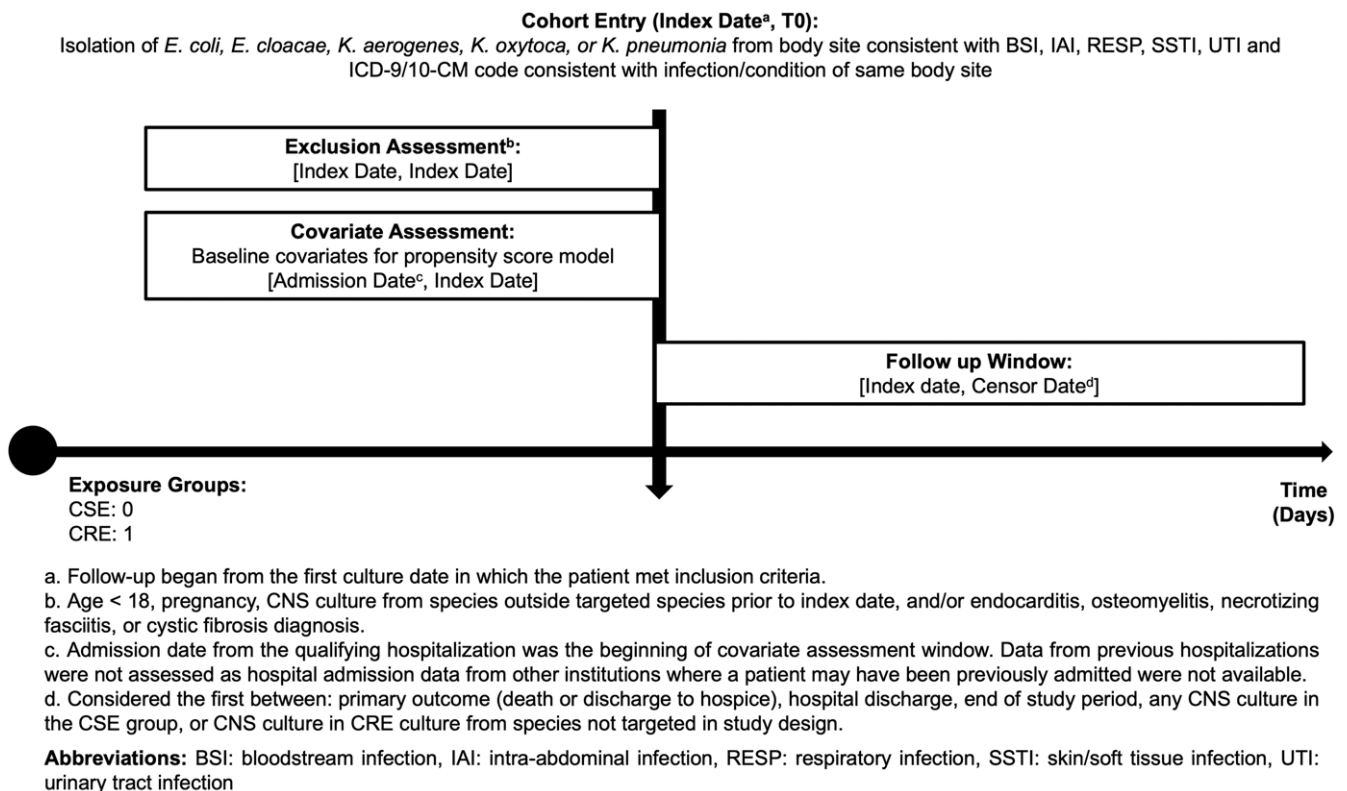 Cohort Entry (Index Dateᵃ, T0):
Isolation of E. coli, E. cloacae, K. aerogenes, K. oxytoca, or K. pneumonia from body site consistent with BSI, IAI, RESP, SSTI, UTI and
ICD-9/10-CM code consistent with infection/condition of same body site
Exclusion Assessmentᵇ:
[Index Date, Index Date]
Covariate Assessment:
Baseline covariates for propensity score model
[Admission Dateᶜ, Index Date]
Follow up Window:
[Index date, Censor Dateᵈ]
Exposure Groups:
CSE: 0
CRE: 1
Time
(Days)
a. Follow-up began from the first culture date in which the patient met inclusion criteria.
b. Age < 18, pregnancy, CNS culture from species outside targeted species prior to index date, and/or endocarditis, osteomyelitis, necrotizing
fasciitis, or cystic fibrosis diagnosis.
c. Admission date from the qualifying hospitalization was the beginning of covariate assessment window. Data from previous hospitalizations
were not assessed as hospital admission data from other institutions where a patient may have been previously admitted were not available.
d. Considered the first between: primary outcome (death or discharge to hospice), hospital discharge, end of study period, any CNS culture in
the CSE group, or CNS culture in CRE culture from species not targeted in study design.
Abbreviations: BSI: bloodstream infection, IAI: intra-abdominal infection, RESP: respiratory infection, SSTI: skin/soft tissue infection, UTI:
urinary tract infection